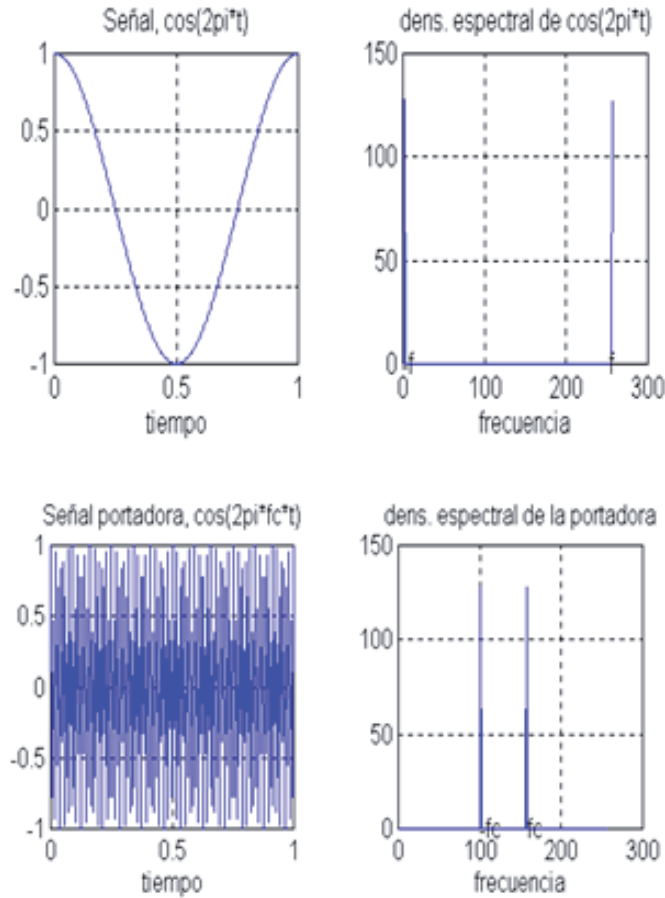 Señal, cos(2pi*t)
1
0.5
0
-0.5
-1
0 0.5 1
tiempo
dens. espectral de cos(2pi*t)
150
100
50
0
f f
0 100 200 300
frecuencia
Señal portadora, cos(2pi*fc*t)
1
0.5
0
-0.5
-1
0 0.5 1
tiempo
dens. espectral de la portadora
150
100
50
0
-fc fc
0 100 200 300
frecuencia